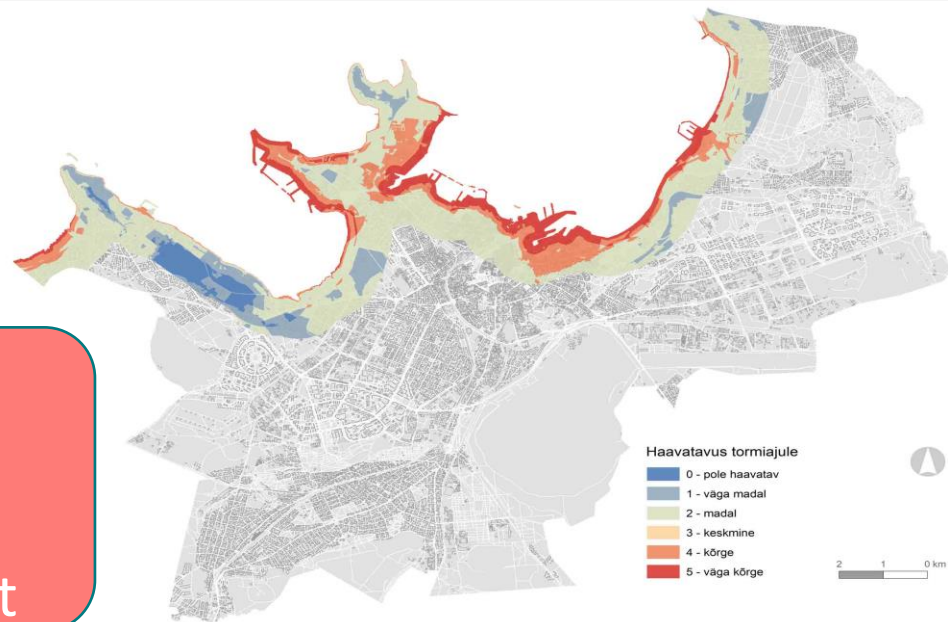 Haavatavus tormiajule
0 - pole haavatav
1 - väga madal
2 - madal
3 - keskmine
4 - kõrge
5 - väga kõrge
2 1 0 km
t